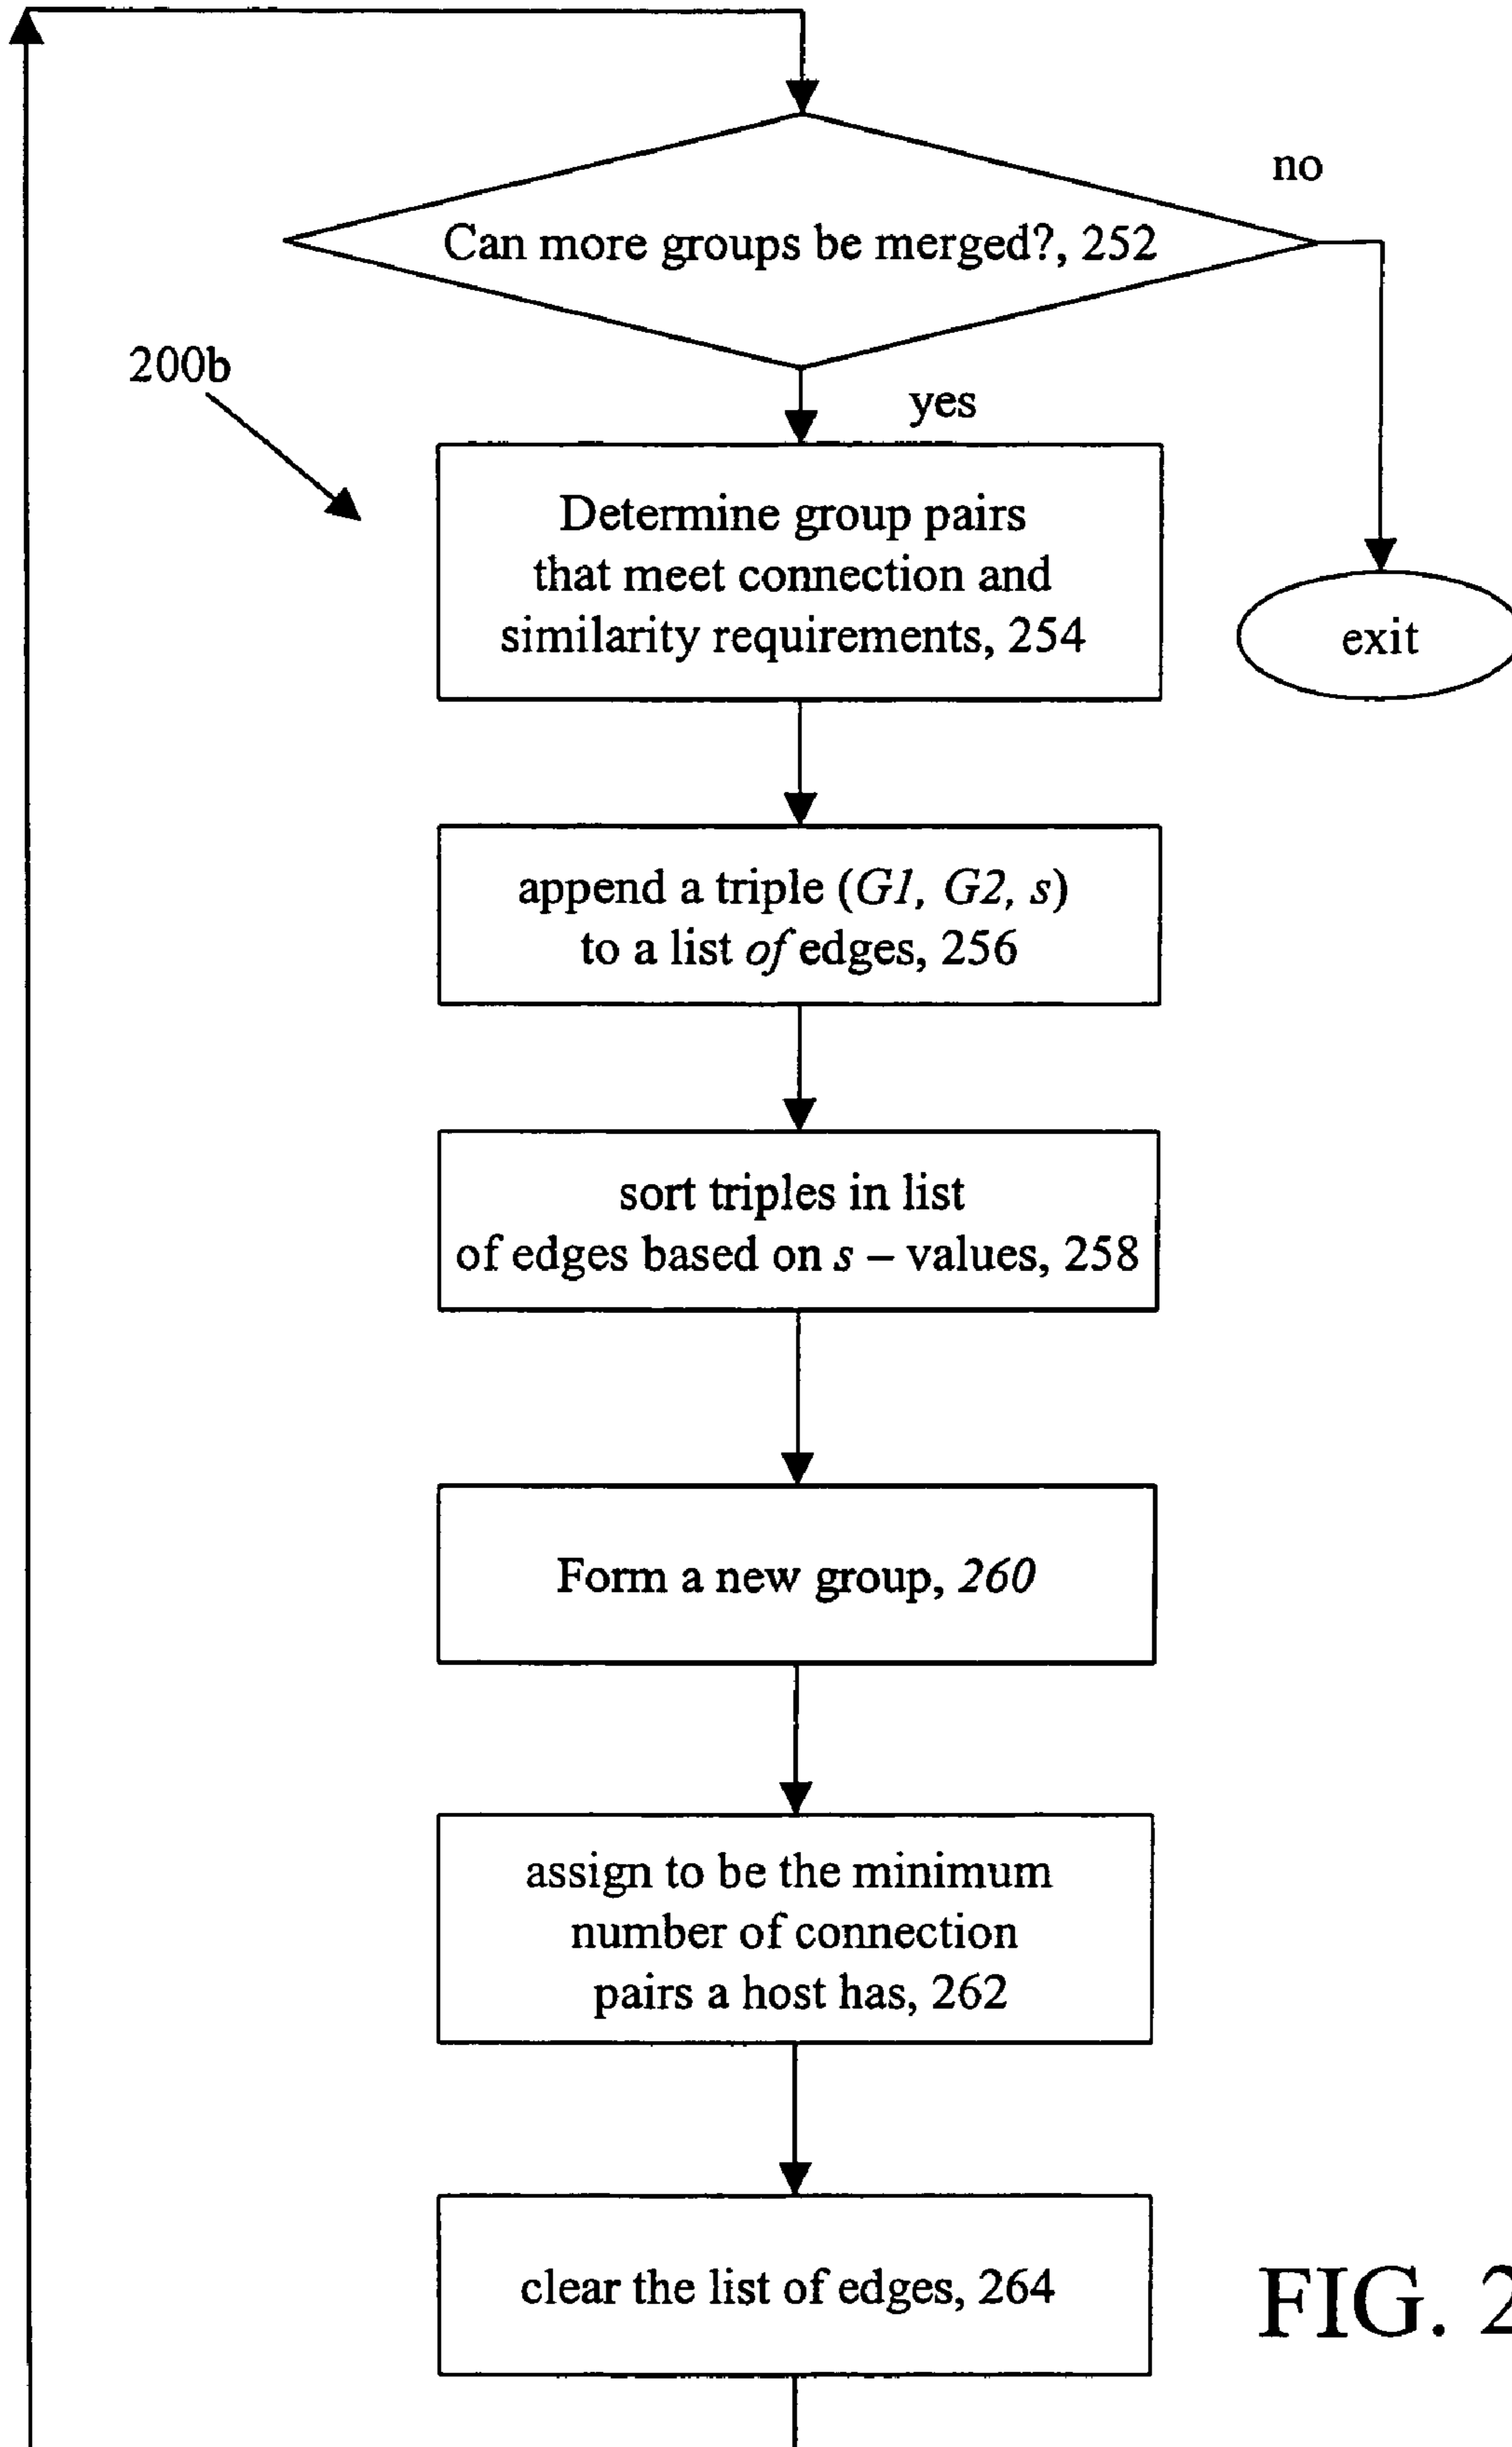 no
Can more groups be merged?, 252
200b
yes
Determine group pairs
that meet connection and
similarity requirements, 254
exit
append a triple (G1, G2, s)
to a list of edges, 256
sort triples in list
of edges based on s – values, 258
Form a new group, 260
assign to be the minimum
number of connection
pairs a host has, 262
clear the list of edges, 264
FIG. 2